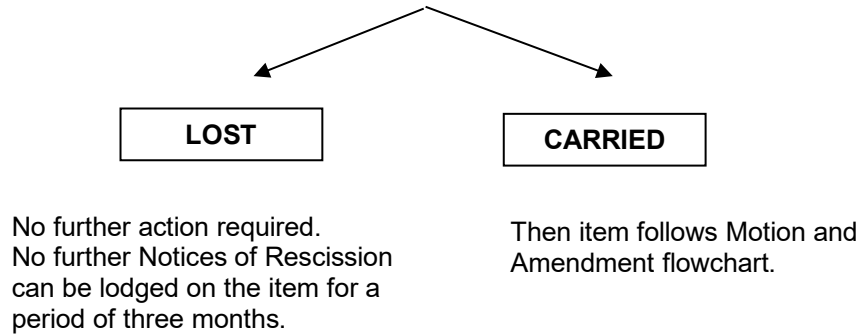 LOST
CARRIED
No further action required.
No further Notices of Rescission
can be lodged on the item for a
period of three months.
Then item follows Motion and
Amendment flowchart.